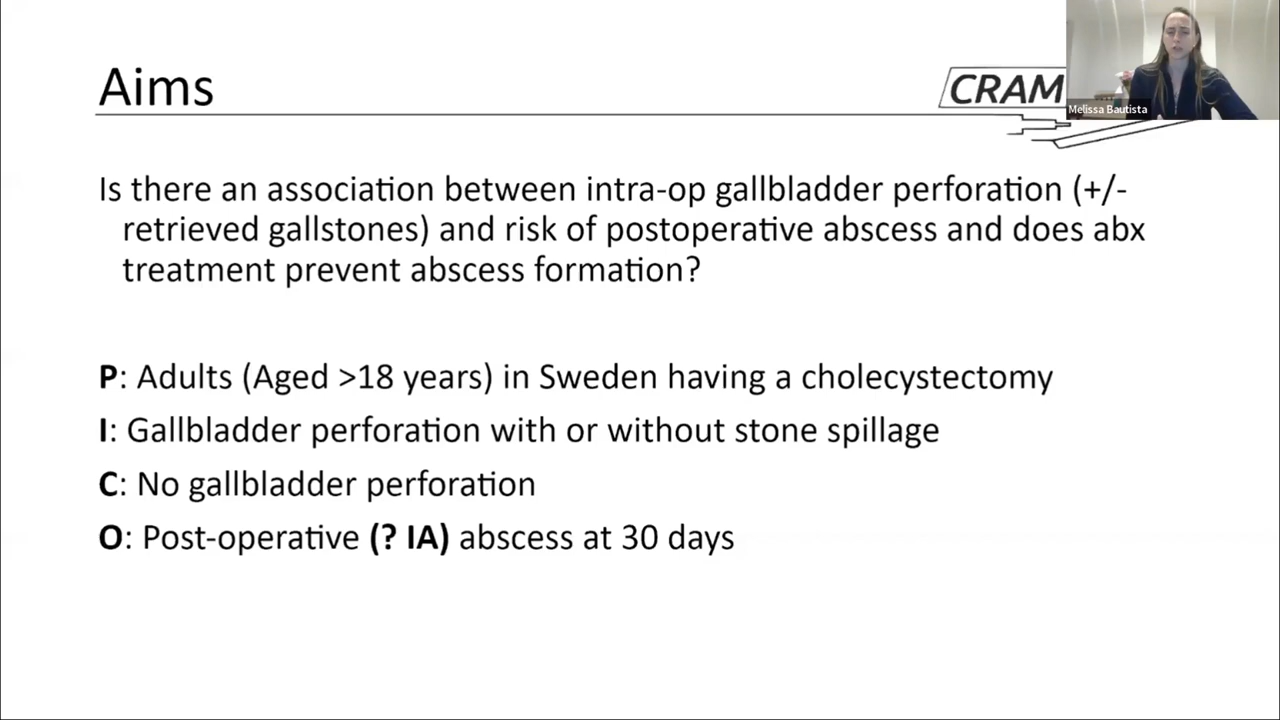 Aims
CRAM
Melissa Bautista
Is there an association between intra-op gallbladder perforation (+/-
retrieved gallstones) and risk of postoperative abscess and does abx
treatment prevent abscess formation?
P: Adults (Aged >18 years) in Sweden having a cholecystectomy
I: Gallbladder perforation with or without stone spillage
C: No gallbladder perforation
O: Post-operative (? IA) abscess at 30 days